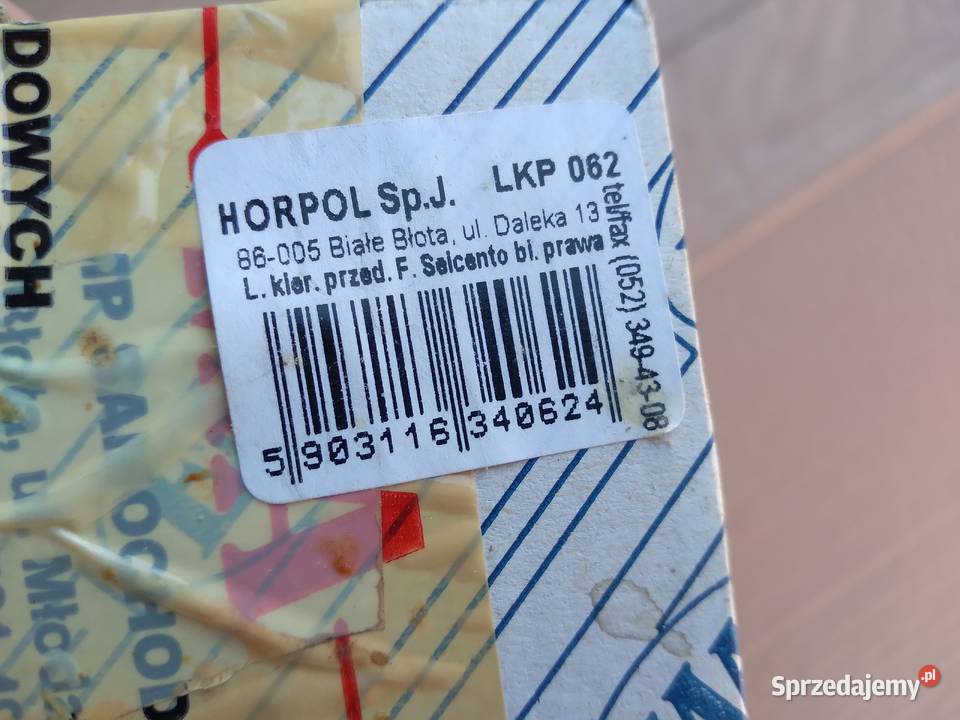 HORPOL Sp.J. LKP 062
86-005 Białe Błota, ul. Daleka 13
L. kier. przed. F. Seicento bi. prawa
tel/fax (052) 349-43-08
5 903116 340624
DOWYCH
Sprzedajemy.pl